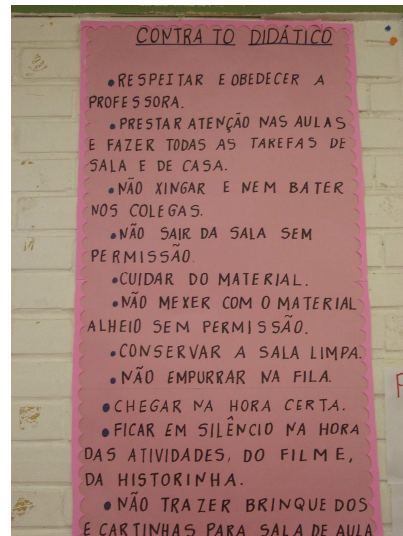 CONTRATO DIDÁTICO
•RESPEITAR E OBEDECER A
PROFESSORA.
•PRESTAR ATENÇÃO NAS AULAS
E FAZER TODAS AS TAREFAS DE
SALA E DE CASA.
•NÃO XINGAR E NEM BATER
NOS COLEGAS.
•NÃO SAIR DA SALA SEM
PERMISSÃO.
•CUIDAR DO MATERIAL.
•NÃO MEXER COM O MATERIAL
ALHEIO SEM PERMISSÃO.
•CONSERVAR A SALA LIMPA.
•NÃO EMPURRAR NA FILA.
•CHEGAR NA HORA CERTA.
•FICAR EM SILÊNCIO NA HORA
DAS ATIVIDADES, DO FILME,
DA HISTORINHA.
•NÃO TRAZER BRINQUEDOS
E CARTINHAS PARA SALA DE AULA